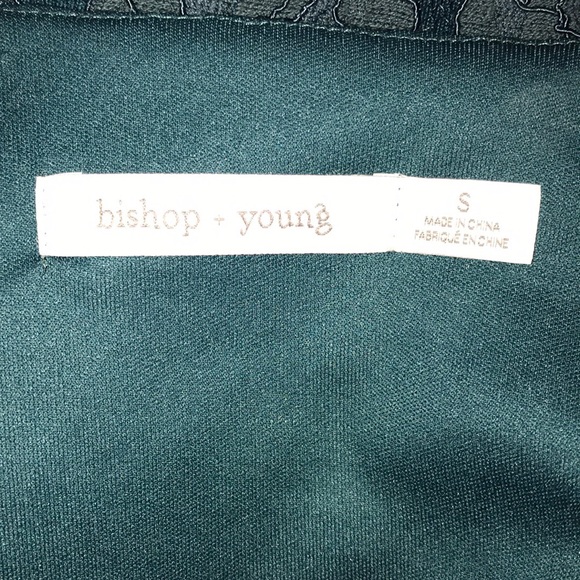 bishop + young
S
MADE IN CHINA
FABRIQUÉ EN CHINE